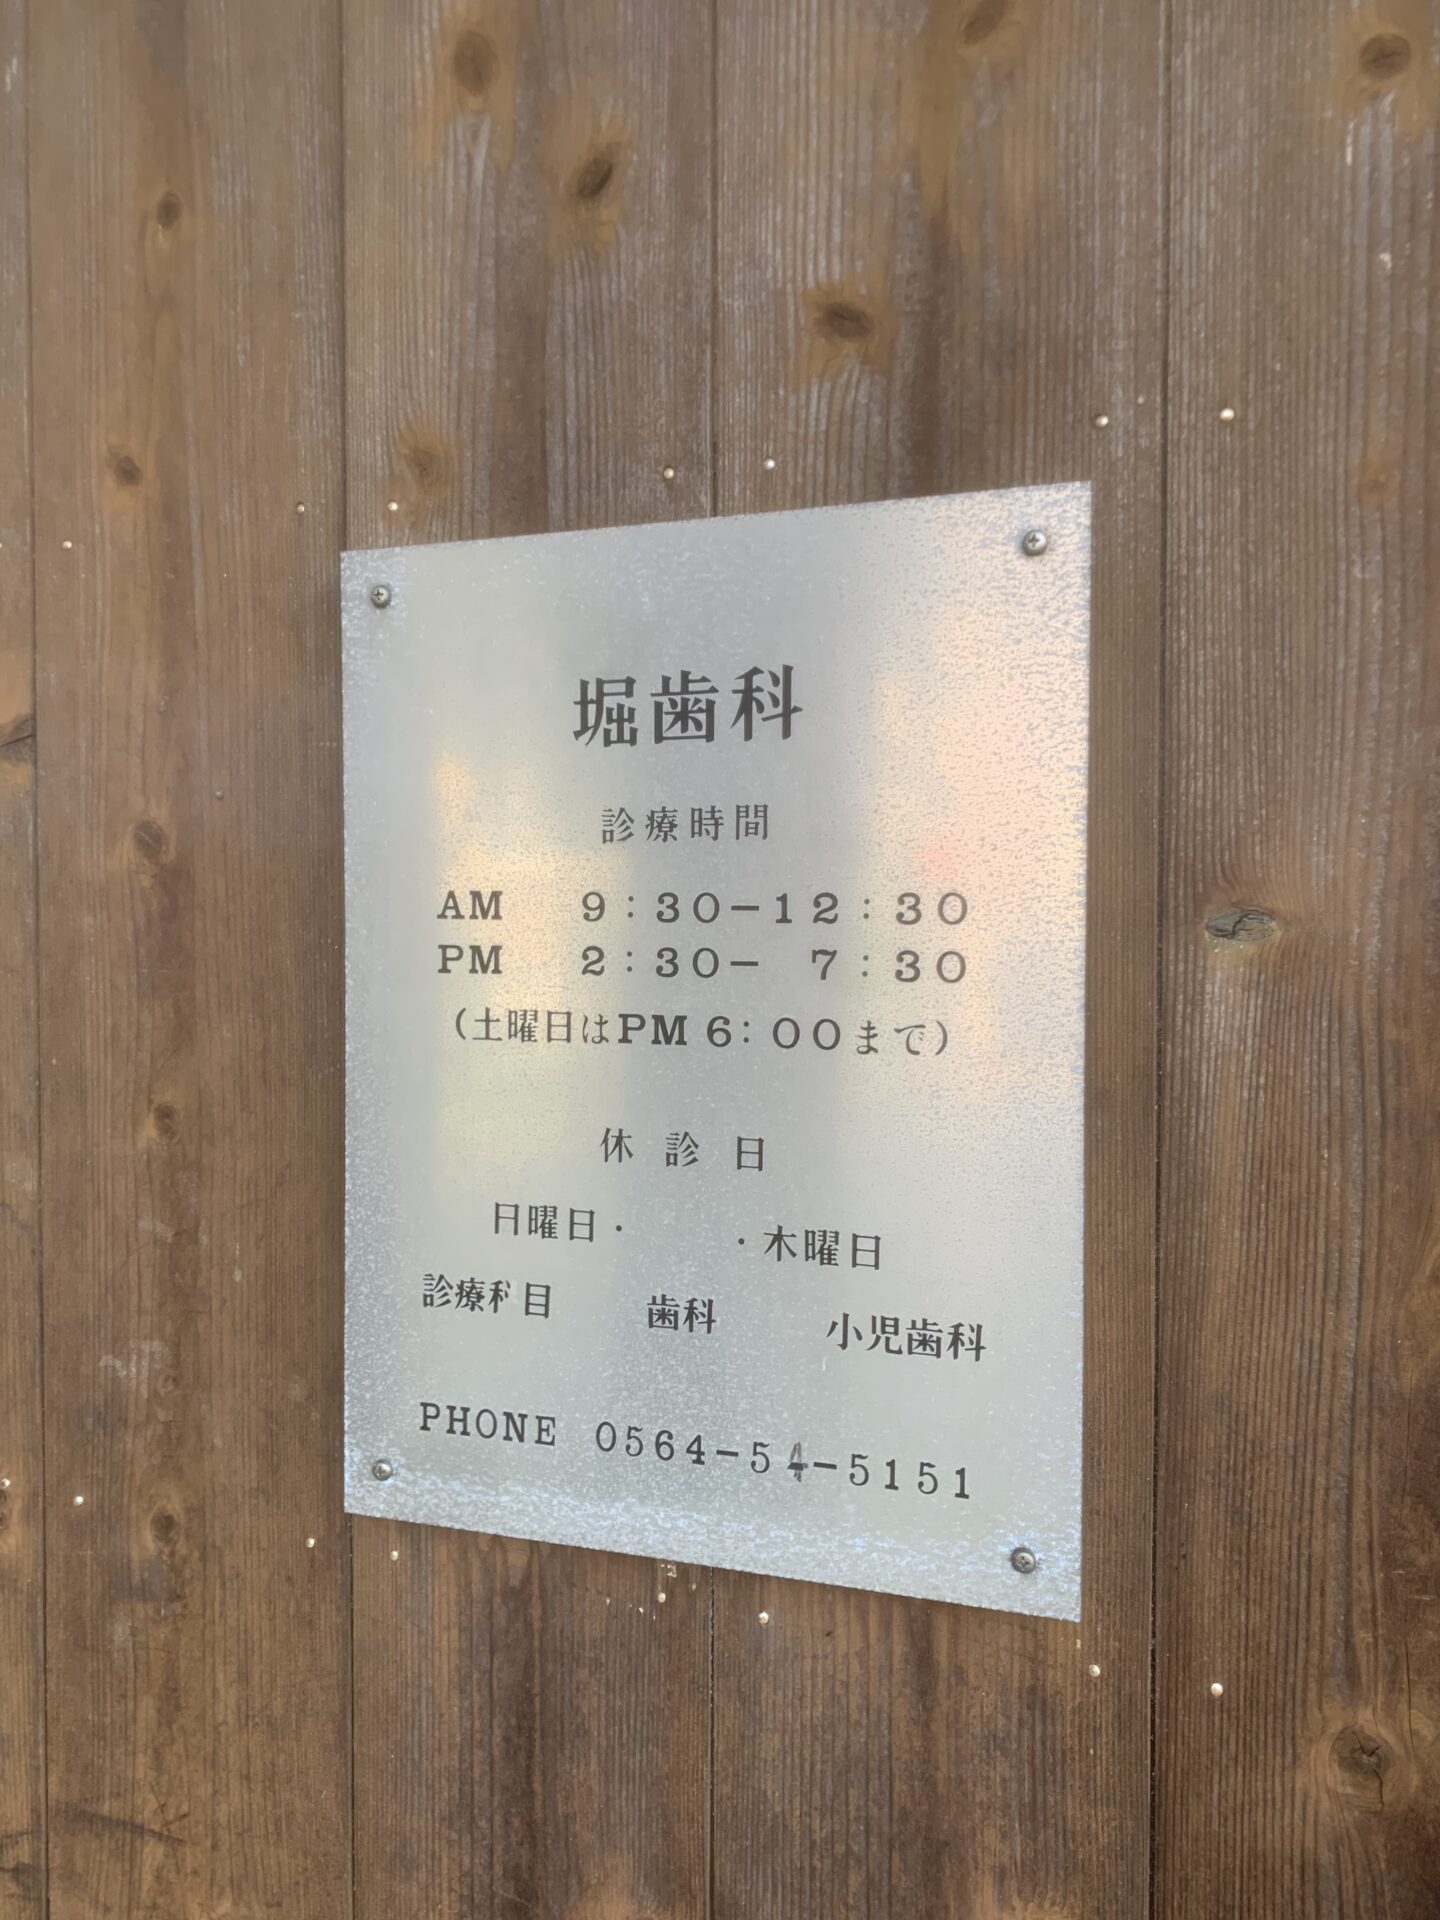 堀歯科
診療時間
AM 9:30－12:30
PM 2:30－ 7:30
(土曜日はPM 6:00まで)
休診日
日曜日・　　・木曜日
診療科目　歯科　小児歯科
PHONE 0564-54-5151